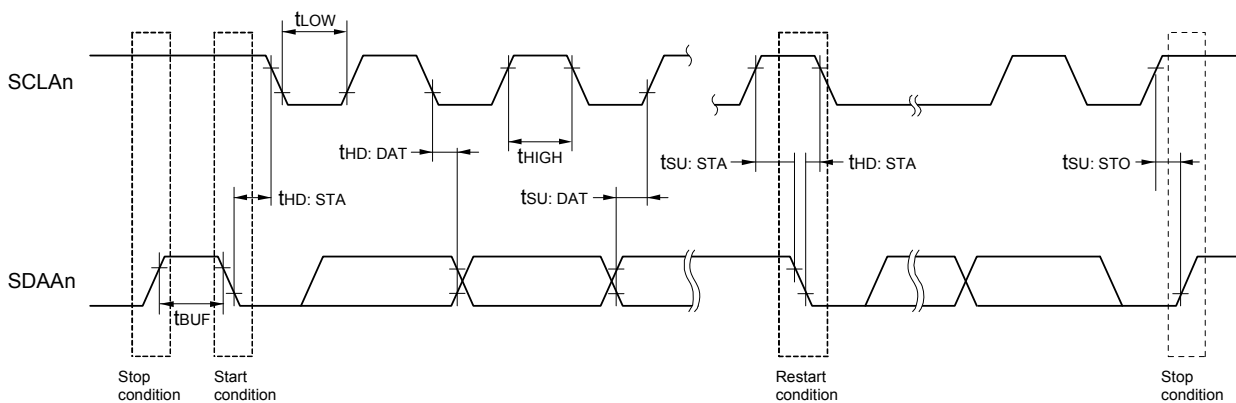 tLOW
SCLAn
tHD: DAT
tHIGH
tSU: STA
tHD: STA
tSU: STO
tHD: STA
tSU: DAT
SDAAn
tBUF
Stop
condition
Start
condition
Restart
condition
Stop
condition